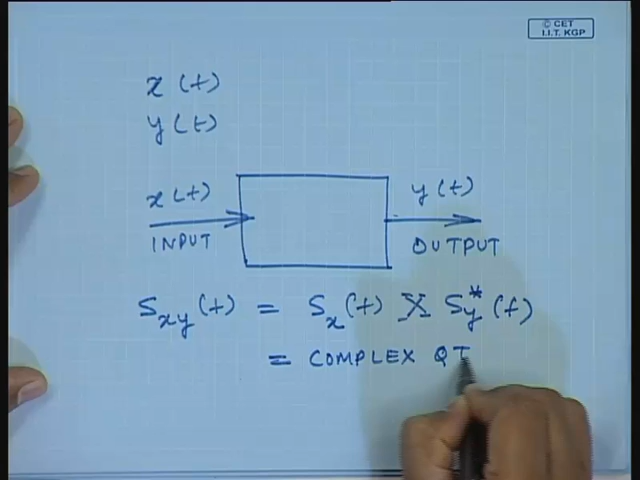 © CET
I.I.T. KGP
x (t)
y (t)
x(t)
y (t)
INPUT
OUTPUT
Sxy (t) = Sx (t) X Sy* (f)
= COMPLEX QT